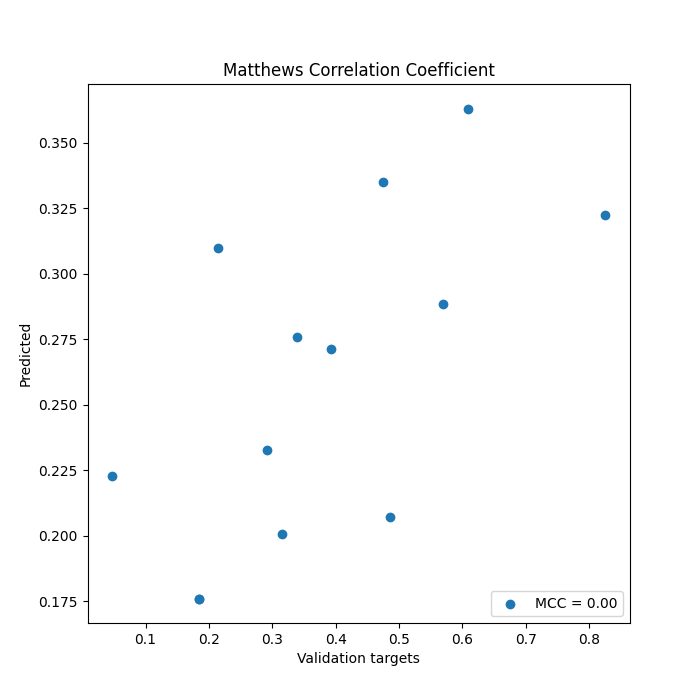 Matthews Correlation Coefficient
0.350
0.325
0.300
0.275
0.250
0.225
0.200
0.175
Predicted
MCC = 0.00
0.1 0.2 0.3 0.4 0.5 0.6 0.7 0.8
Validation targets